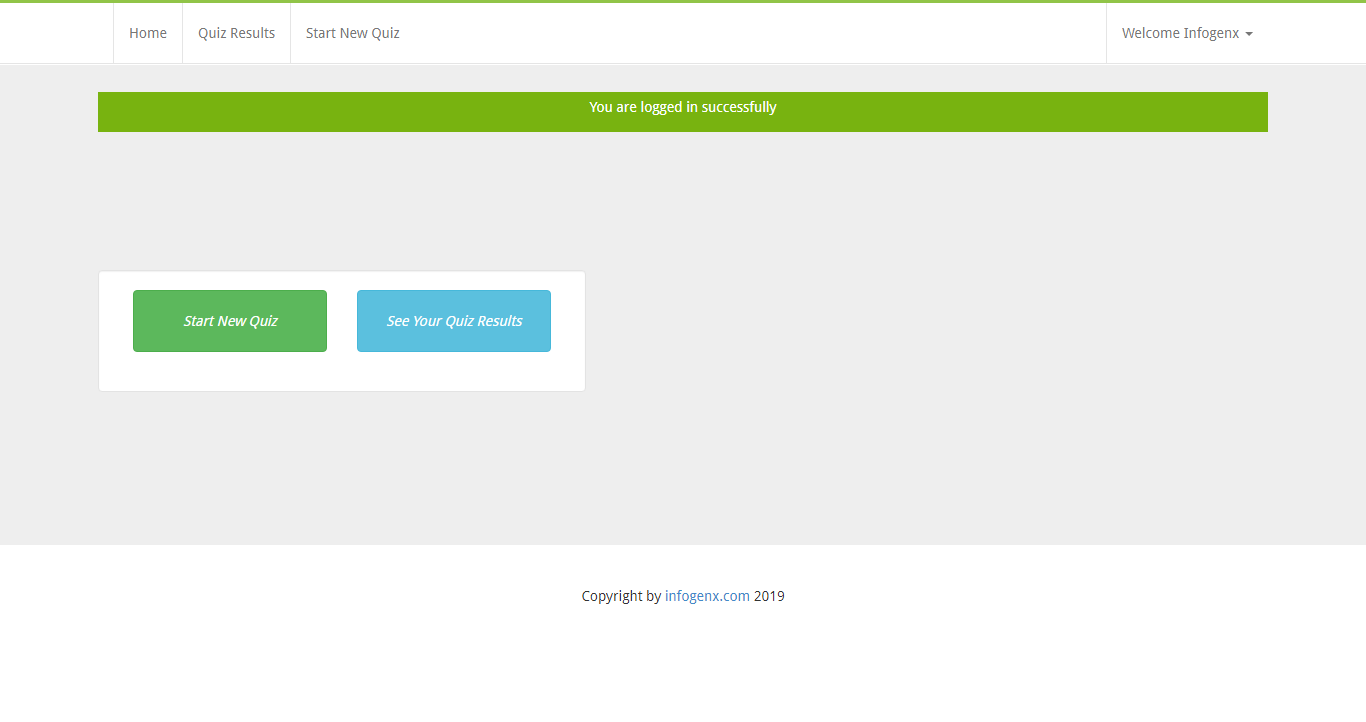 Home
Quiz Results
Start New Quiz
Welcome Infogenx
You are logged in successfully
Start New Quiz
See Your Quiz Results
Copyright by infogenx.com 2019